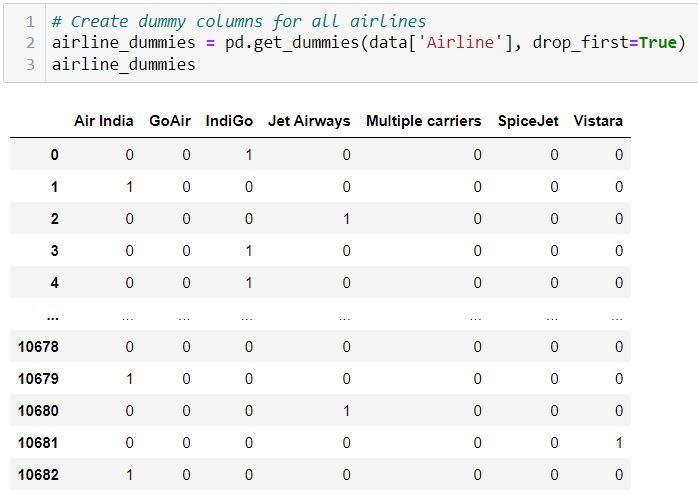 1 # Create dummy columns for all airlines
2 airline_dummies = pd.get_dummies(data['Airline'], drop_first=True)
3 airline_dummies
Air India GoAir IndiGo Jet Airways Multiple carriers SpiceJet Vistara
0 0 0 1 0 0 0 0
1 1 0 0 0 0 0 0
2 0 0 0 1 0 0 0
3 0 0 1 0 0 0 0
4 0 0 1 0 0 0 0
... ... ... ... ... ... ... ...
10678 0 0 0 0 0 0 0
10679 1 0 0 0 0 0 0
10680 0 0 0 1 0 0 0
10681 0 0 0 0 0 0 1
10682 1 0 0 0 0 0 0